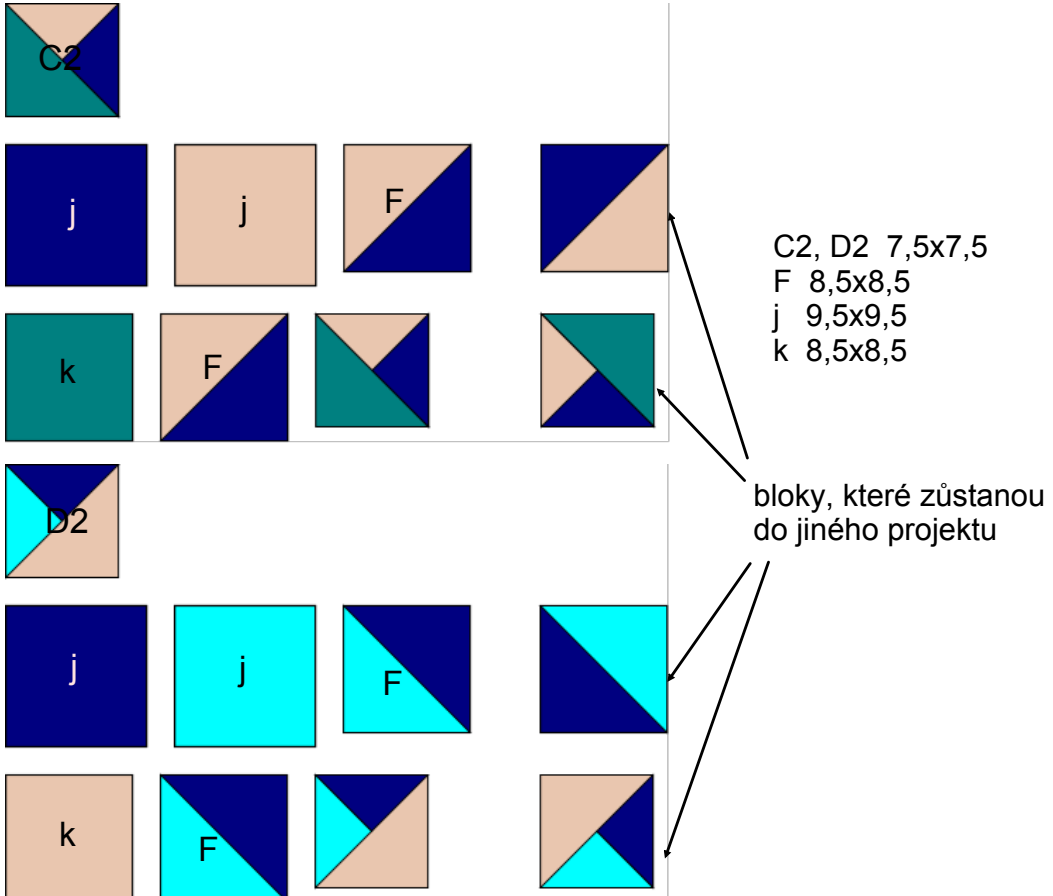 C2
j
j
F
C2, D2 7,5x7,5
F 8,5x8,5
j 9,5x9,5
k 8,5x8,5
k
F
bloky, které zůstanou
do jiného projektu
D2
j
j
F
k
F